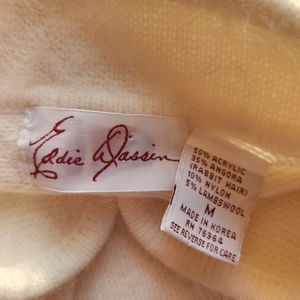 Eddie Dassin
50% ACRYLIC
35% ANGORA
(RABBIT HAIR)
10% NYLON
5% LAMBSWOOL
M
MADE IN KOREA
RN 76964
SEE REVERSE FOR CARE